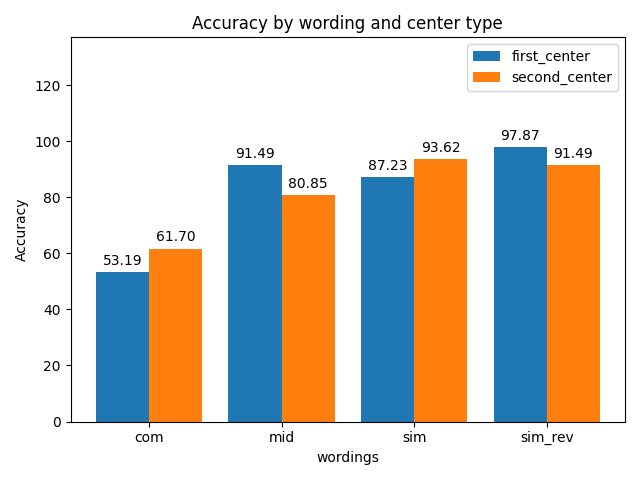 Accuracy by wording and center type
first_center
second_center
Accuracy
120
100
80
60
40
20
0
53.19
61.70
91.49
80.85
87.23
93.62
97.87
91.49
com
mid
sim
sim_rev
wordings